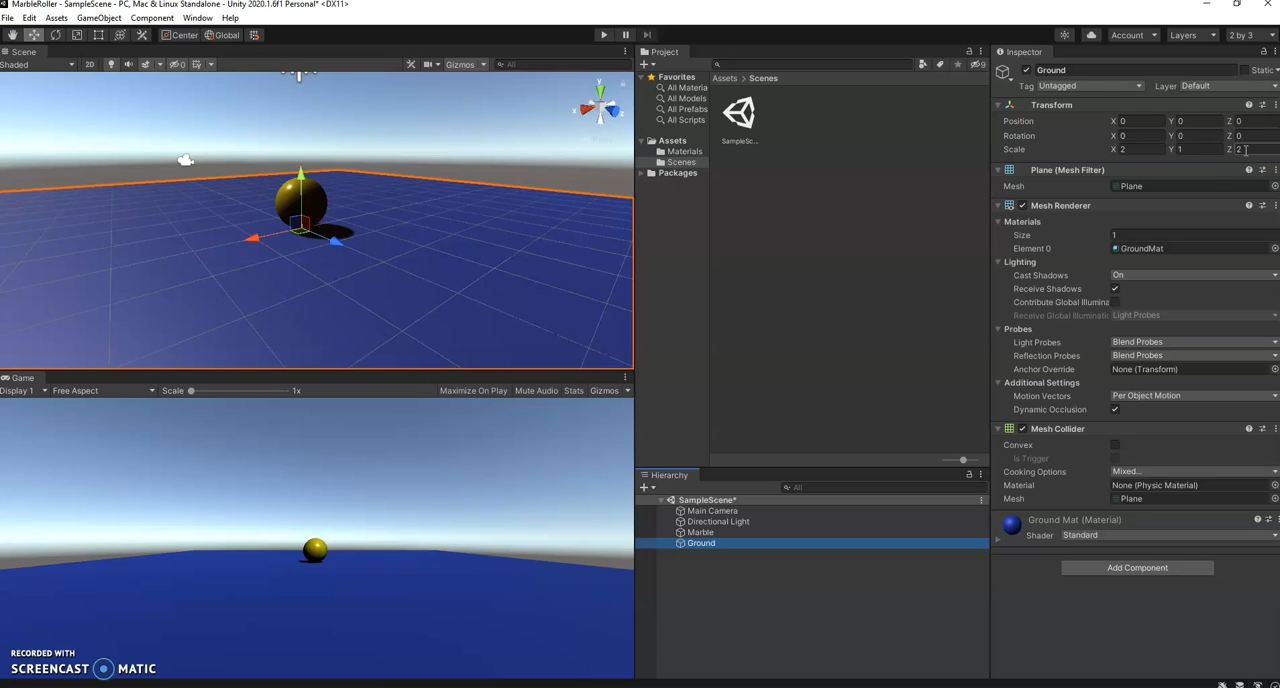 MarbleRoller - SampleScene - PC, Mac & Linux Standalone - Unity 2020.1.6f1 Personal* <DX11>
File Edit Assets GameObject Component Window Help
Center Global Account Layers 2 by 3
Scene
Shaded 2D 0 Gizmos All
y
x
z
Game
Display 1 Free Aspect Scale 1x Maximize On Play Mute Audio Stats Gizmos
RECORDED WITH
SCREENCAST MATIC
Project
9
Favorites
All Materia
All Models
All Prefabs
All Scripts
Assets
Materials
Scenes
Packages
Assets Scenes
SampleSc...
Hierarchy
All
SampleScene*
Main Camera
Directional Light
Marble
Ground
Inspector
Ground Static
Tag Untagged Layer Default
Transform
Position X 0 Y 0 Z 0
Rotation X 0 Y 0 Z 0
Scale X 2 Y 1 Z 2
Plane (Mesh Filter)
Mesh Plane
Mesh Renderer
Materials
Size 1
Element 0 GroundMat
Lighting
Cast Shadows On
Receive Shadows
Contribute Global Illumina
Receive Global Illuminatic Light Probes
Probes
Light Probes Blend Probes
Reflection Probes Blend Probes
Anchor Override None (Transform)
Additional Settings
Motion Vectors Per Object Motion
Dynamic Occlusion
Mesh Collider
Convex
Is Trigger
Cooking Options Mixed...
Material None (Physic Material)
Mesh Plane
Ground Mat (Material)
Shader Standard
Add Component